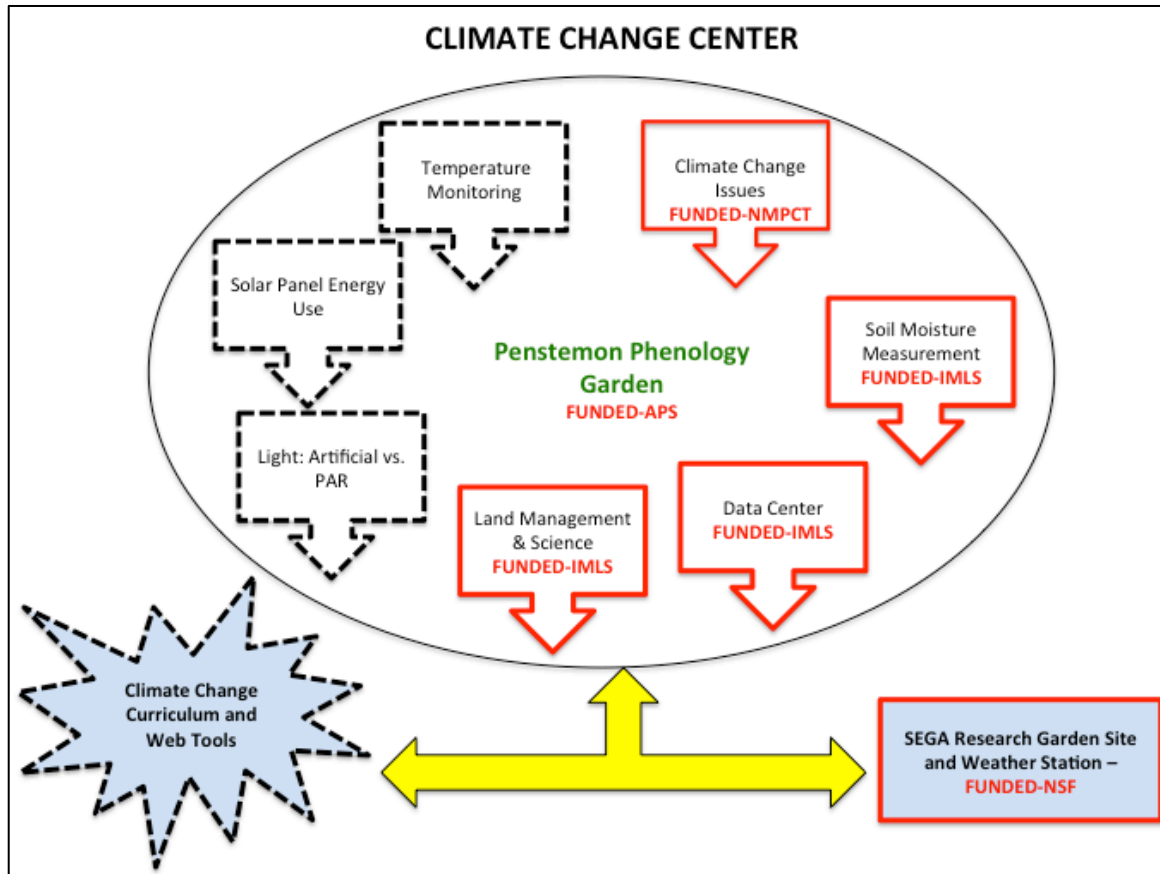 CLIMATE CHANGE CENTER
Temperature
Monitoring
Climate Change
Issues
FUNDED-NMPCT
Solar Panel Energy
Use
Soil Moisture
Measurement
FUNDED-IMLS
Penstemon Phenology
Garden
FUNDED-APS
Light: Artificial vs.
PAR
Land Management
& Science
FUNDED-IMLS
Data Center
FUNDED-IMLS
Climate Change
Curriculum and
Web Tools
SEGA Research Garden Site
and Weather Station –
FUNDED-NSF